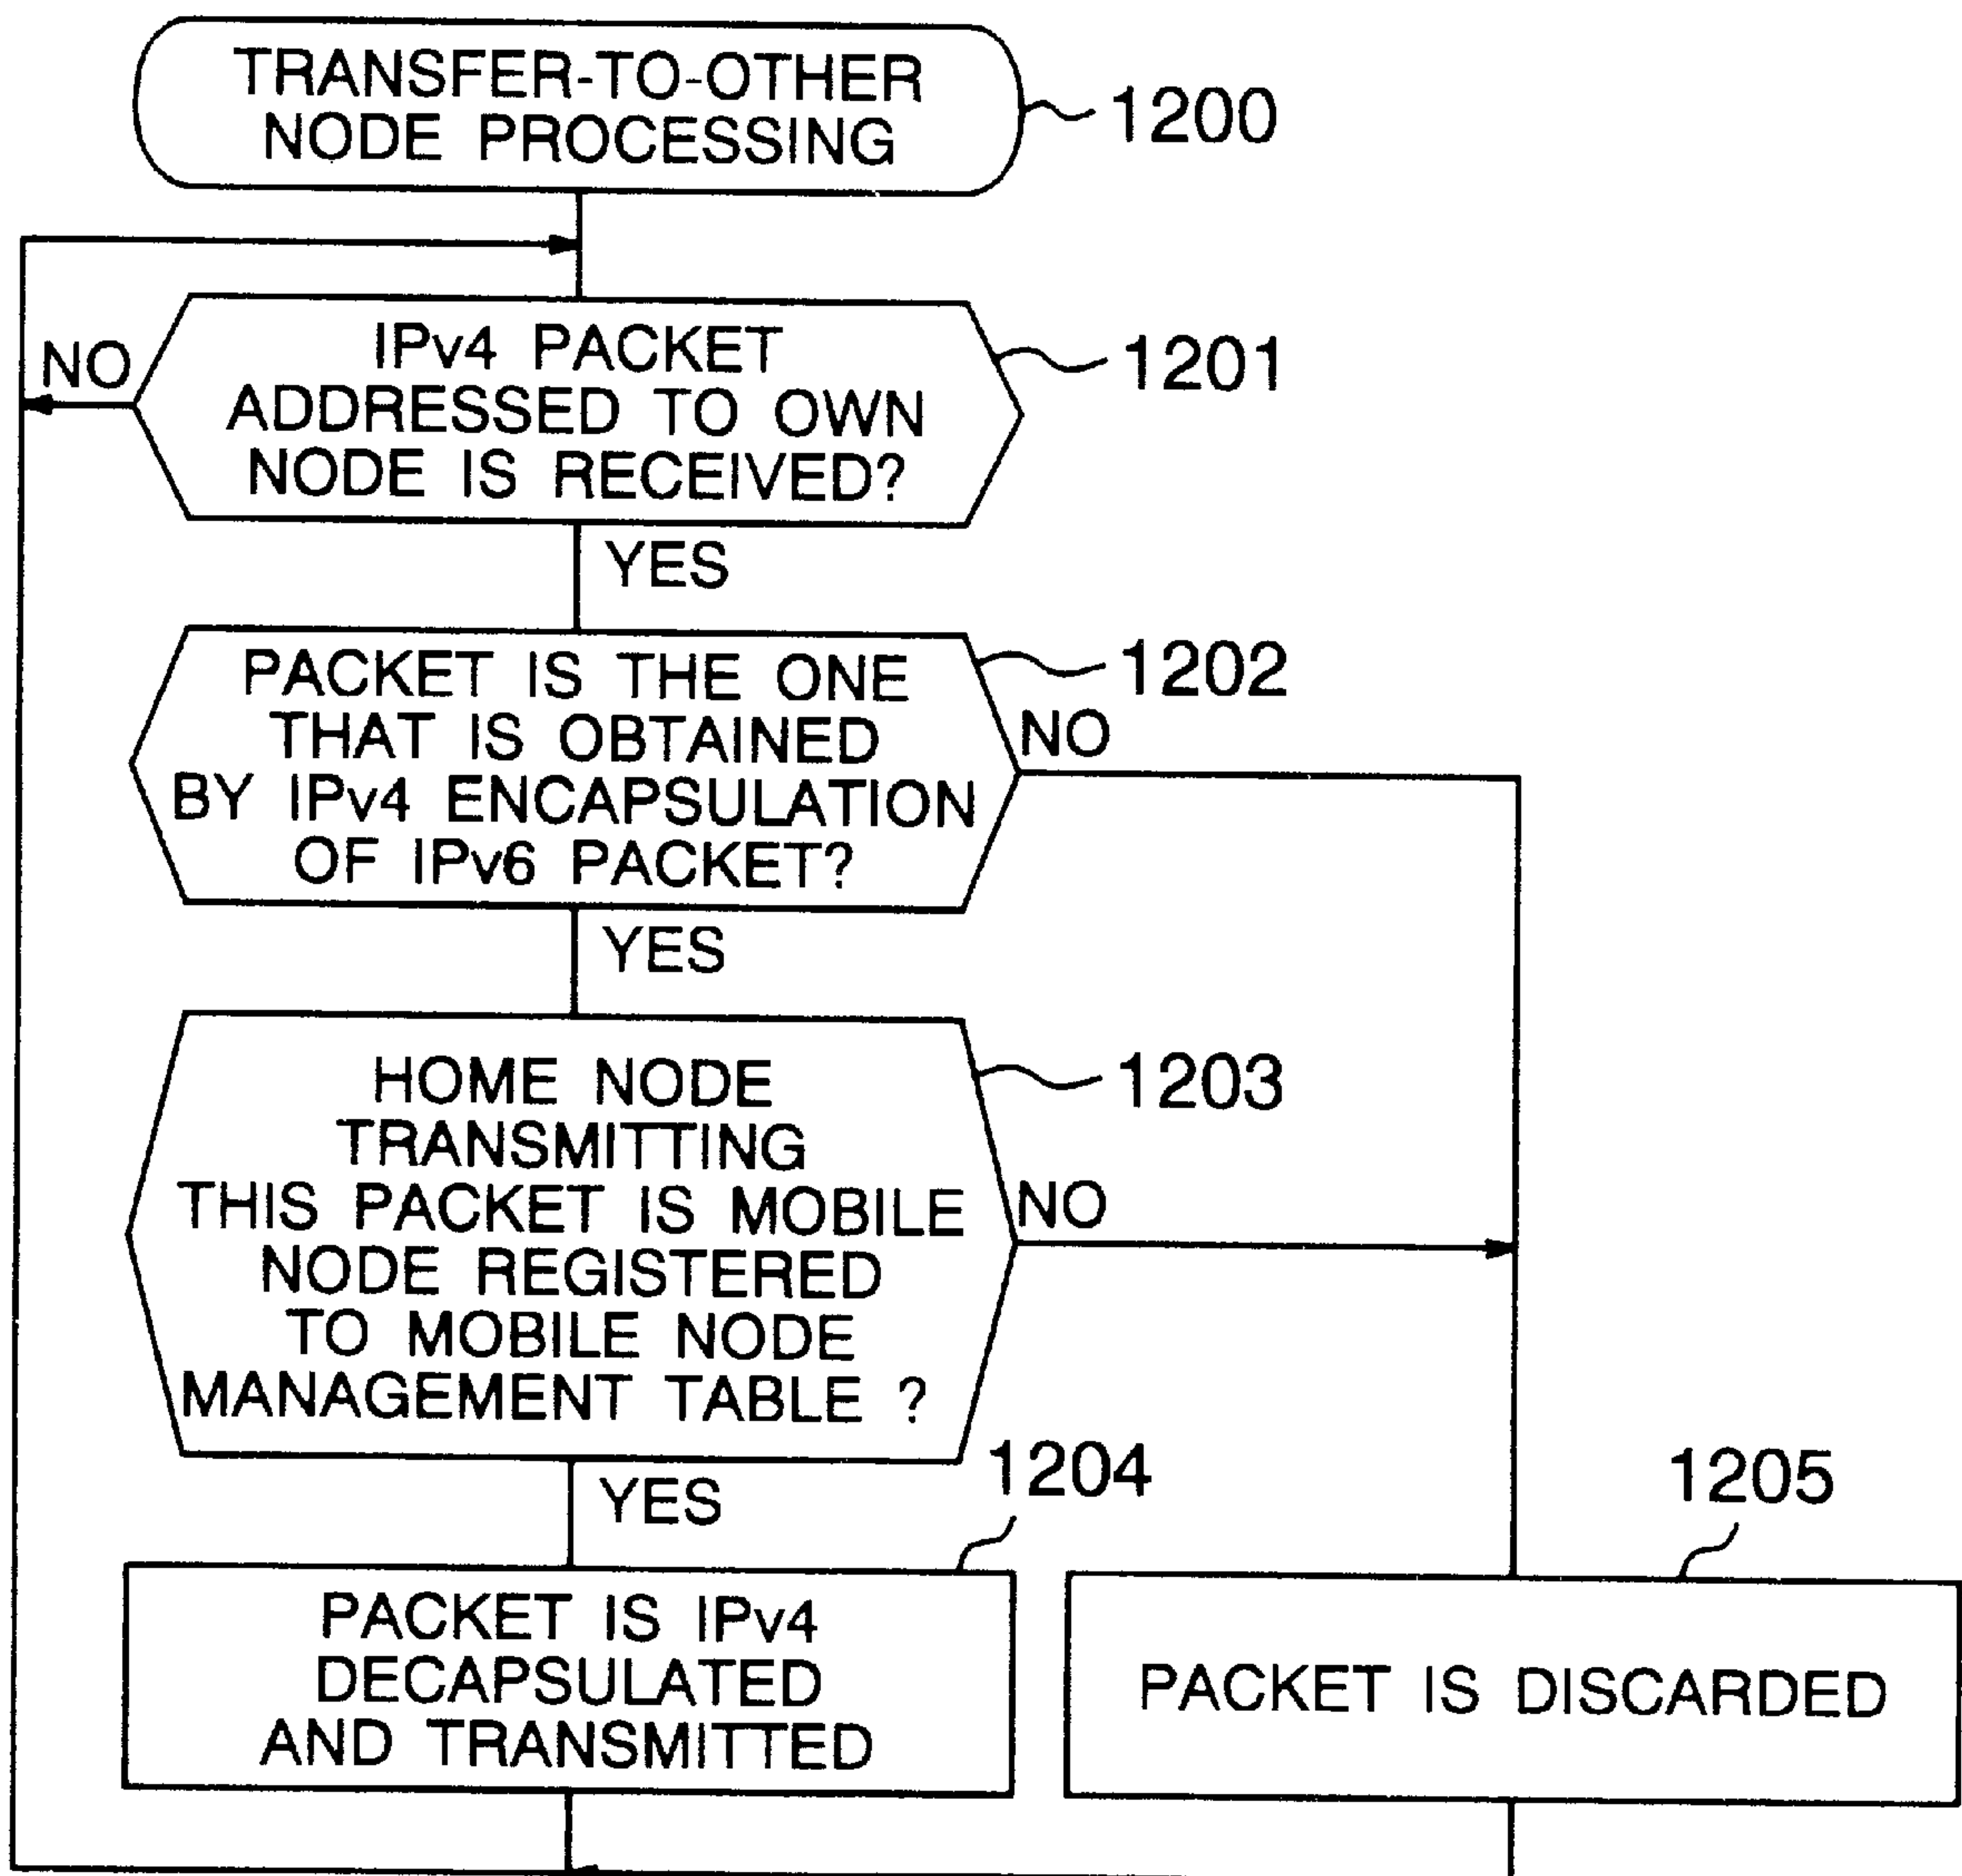 TRANSFER-TO-OTHER
NODE PROCESSING
1200
IPv4 PACKET
ADDRESSED TO OWN
NODE IS RECEIVED?
1201
NO
YES
PACKET IS THE ONE
THAT IS OBTAINED
BY IPv4 ENCAPSULATION
OF IPv6 PACKET?
1202
NO
YES
HOME NODE
TRANSMITTING
THIS PACKET IS MOBILE
NODE REGISTERED
TO MOBILE NODE
MANAGEMENT TABLE ?
1203
NO
YES
1204
PACKET IS IPv4
DECAPSULATED
AND TRANSMITTED
1205
PACKET IS DISCARDED